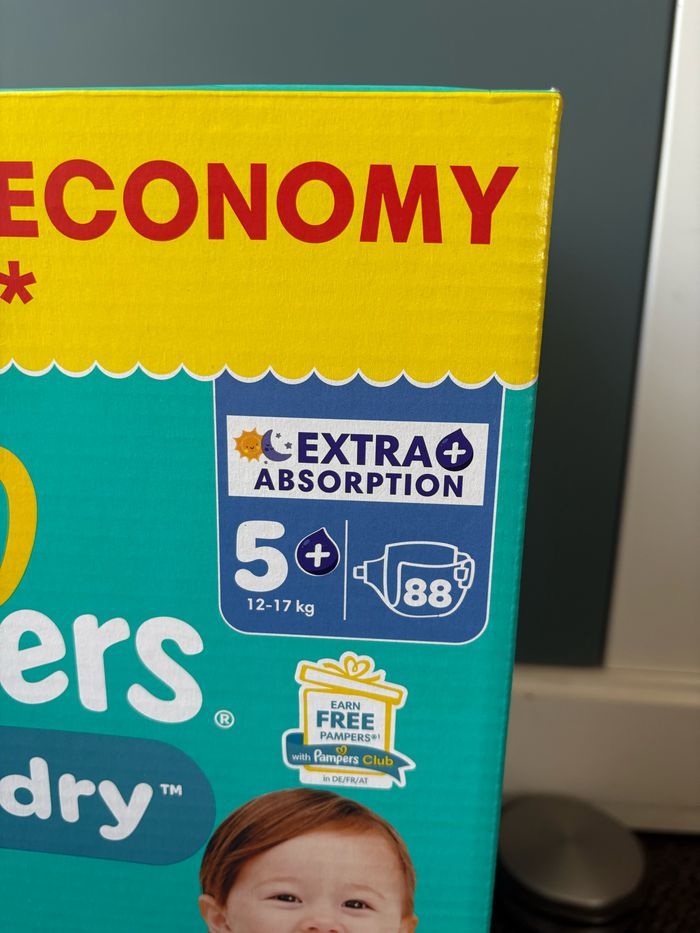 ECONOMY
*
EXTRA+
ABSORPTION
5+
12-17 kg
88
ers®
dry™
EARN
FREE
PAMPERS®¹
with Pampers Club
in DE/FR/AT